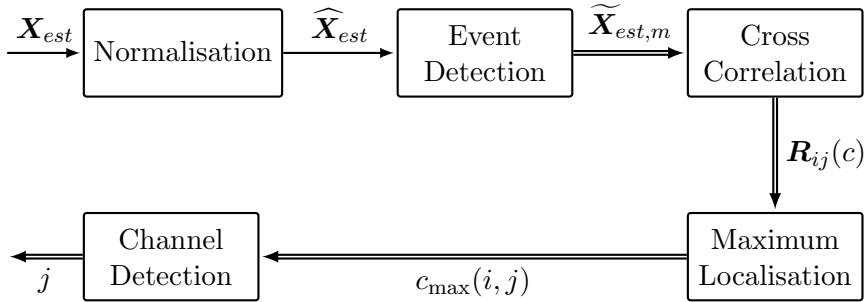 𝑿_est
Normalisation
𝑿̂_est
Event
Detection
𝑿̃_est,m
Cross
Correlation
𝑹_ij(c)
Maximum
Localisation
c_max(i, j)
Channel
Detection
j